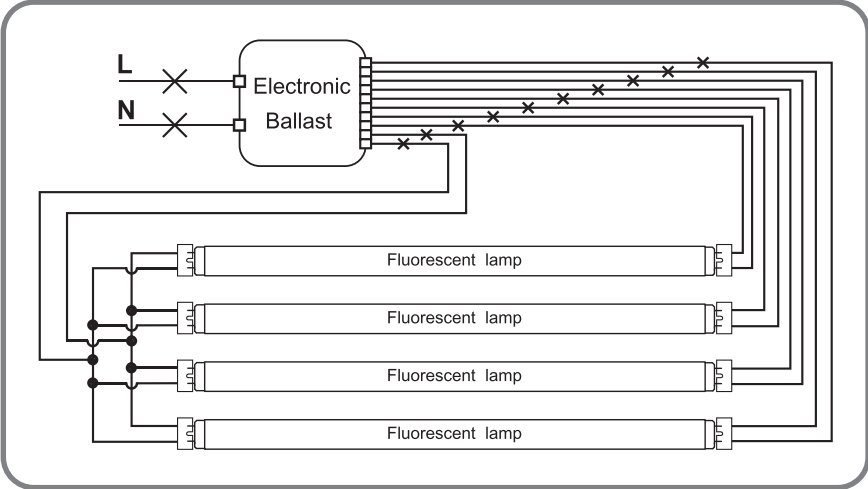 L
N
Electronic
Ballast
Fluorescent lamp
Fluorescent lamp
Fluorescent lamp
Fluorescent lamp